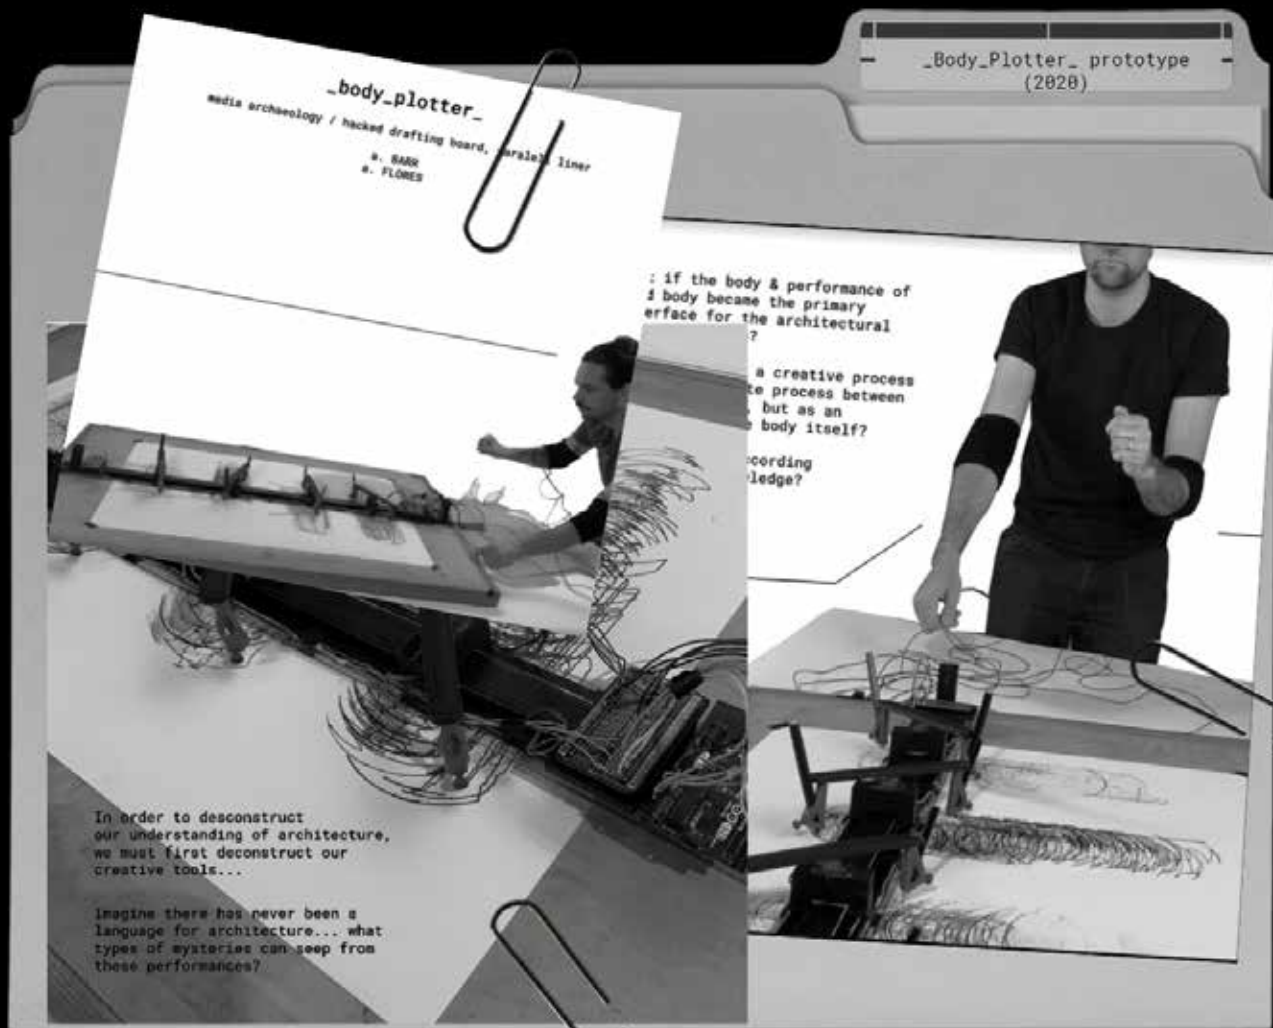 _Body_Plotter_ prototype
(2020)
_body_plotter_
media archaeology / hacked drafting board, paralell liner
a. BARR
a. FLORES
: if the body & performance of
body became the primary
erface for the architectural
?
a creative process
te process between
, but as an
e body itself?
cording
ledge?
In order to desconstruct
our understanding of architecture,
we must first deconstruct our
creative tools...
Imagine there has never been a
language for architecture... what
types of mysteries can seep from
these performances?